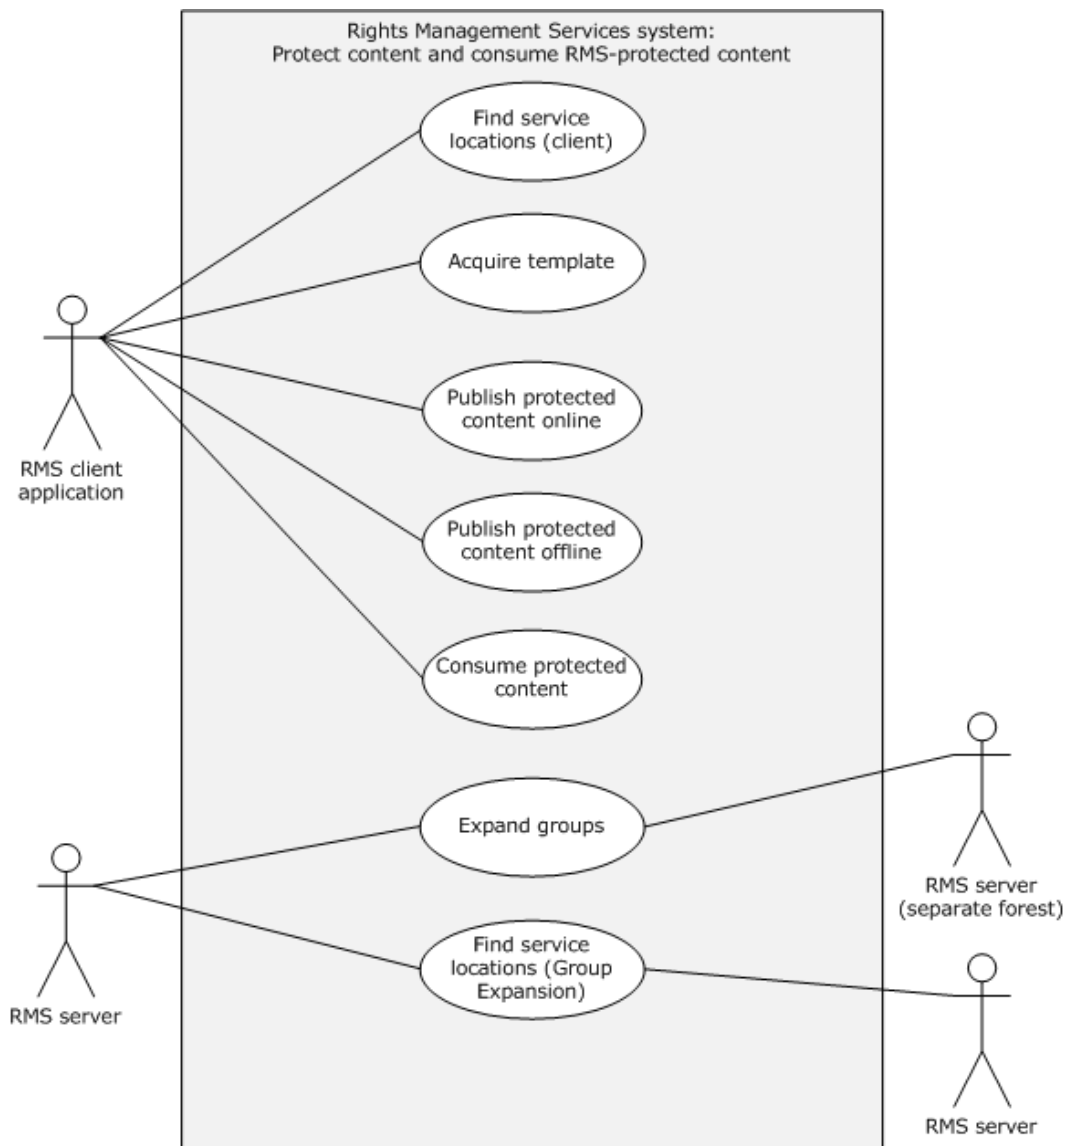 Rights Management Services system:
Protect content and consume RMS-protected content
Find service
locations (client)
Acquire template
Publish protected
content online
RMS client
application
Publish protected
content offline
Consume protected
content
Expand groups
RMS server
(separate forest)
Find service
locations (Group
Expansion)
RMS server
RMS server